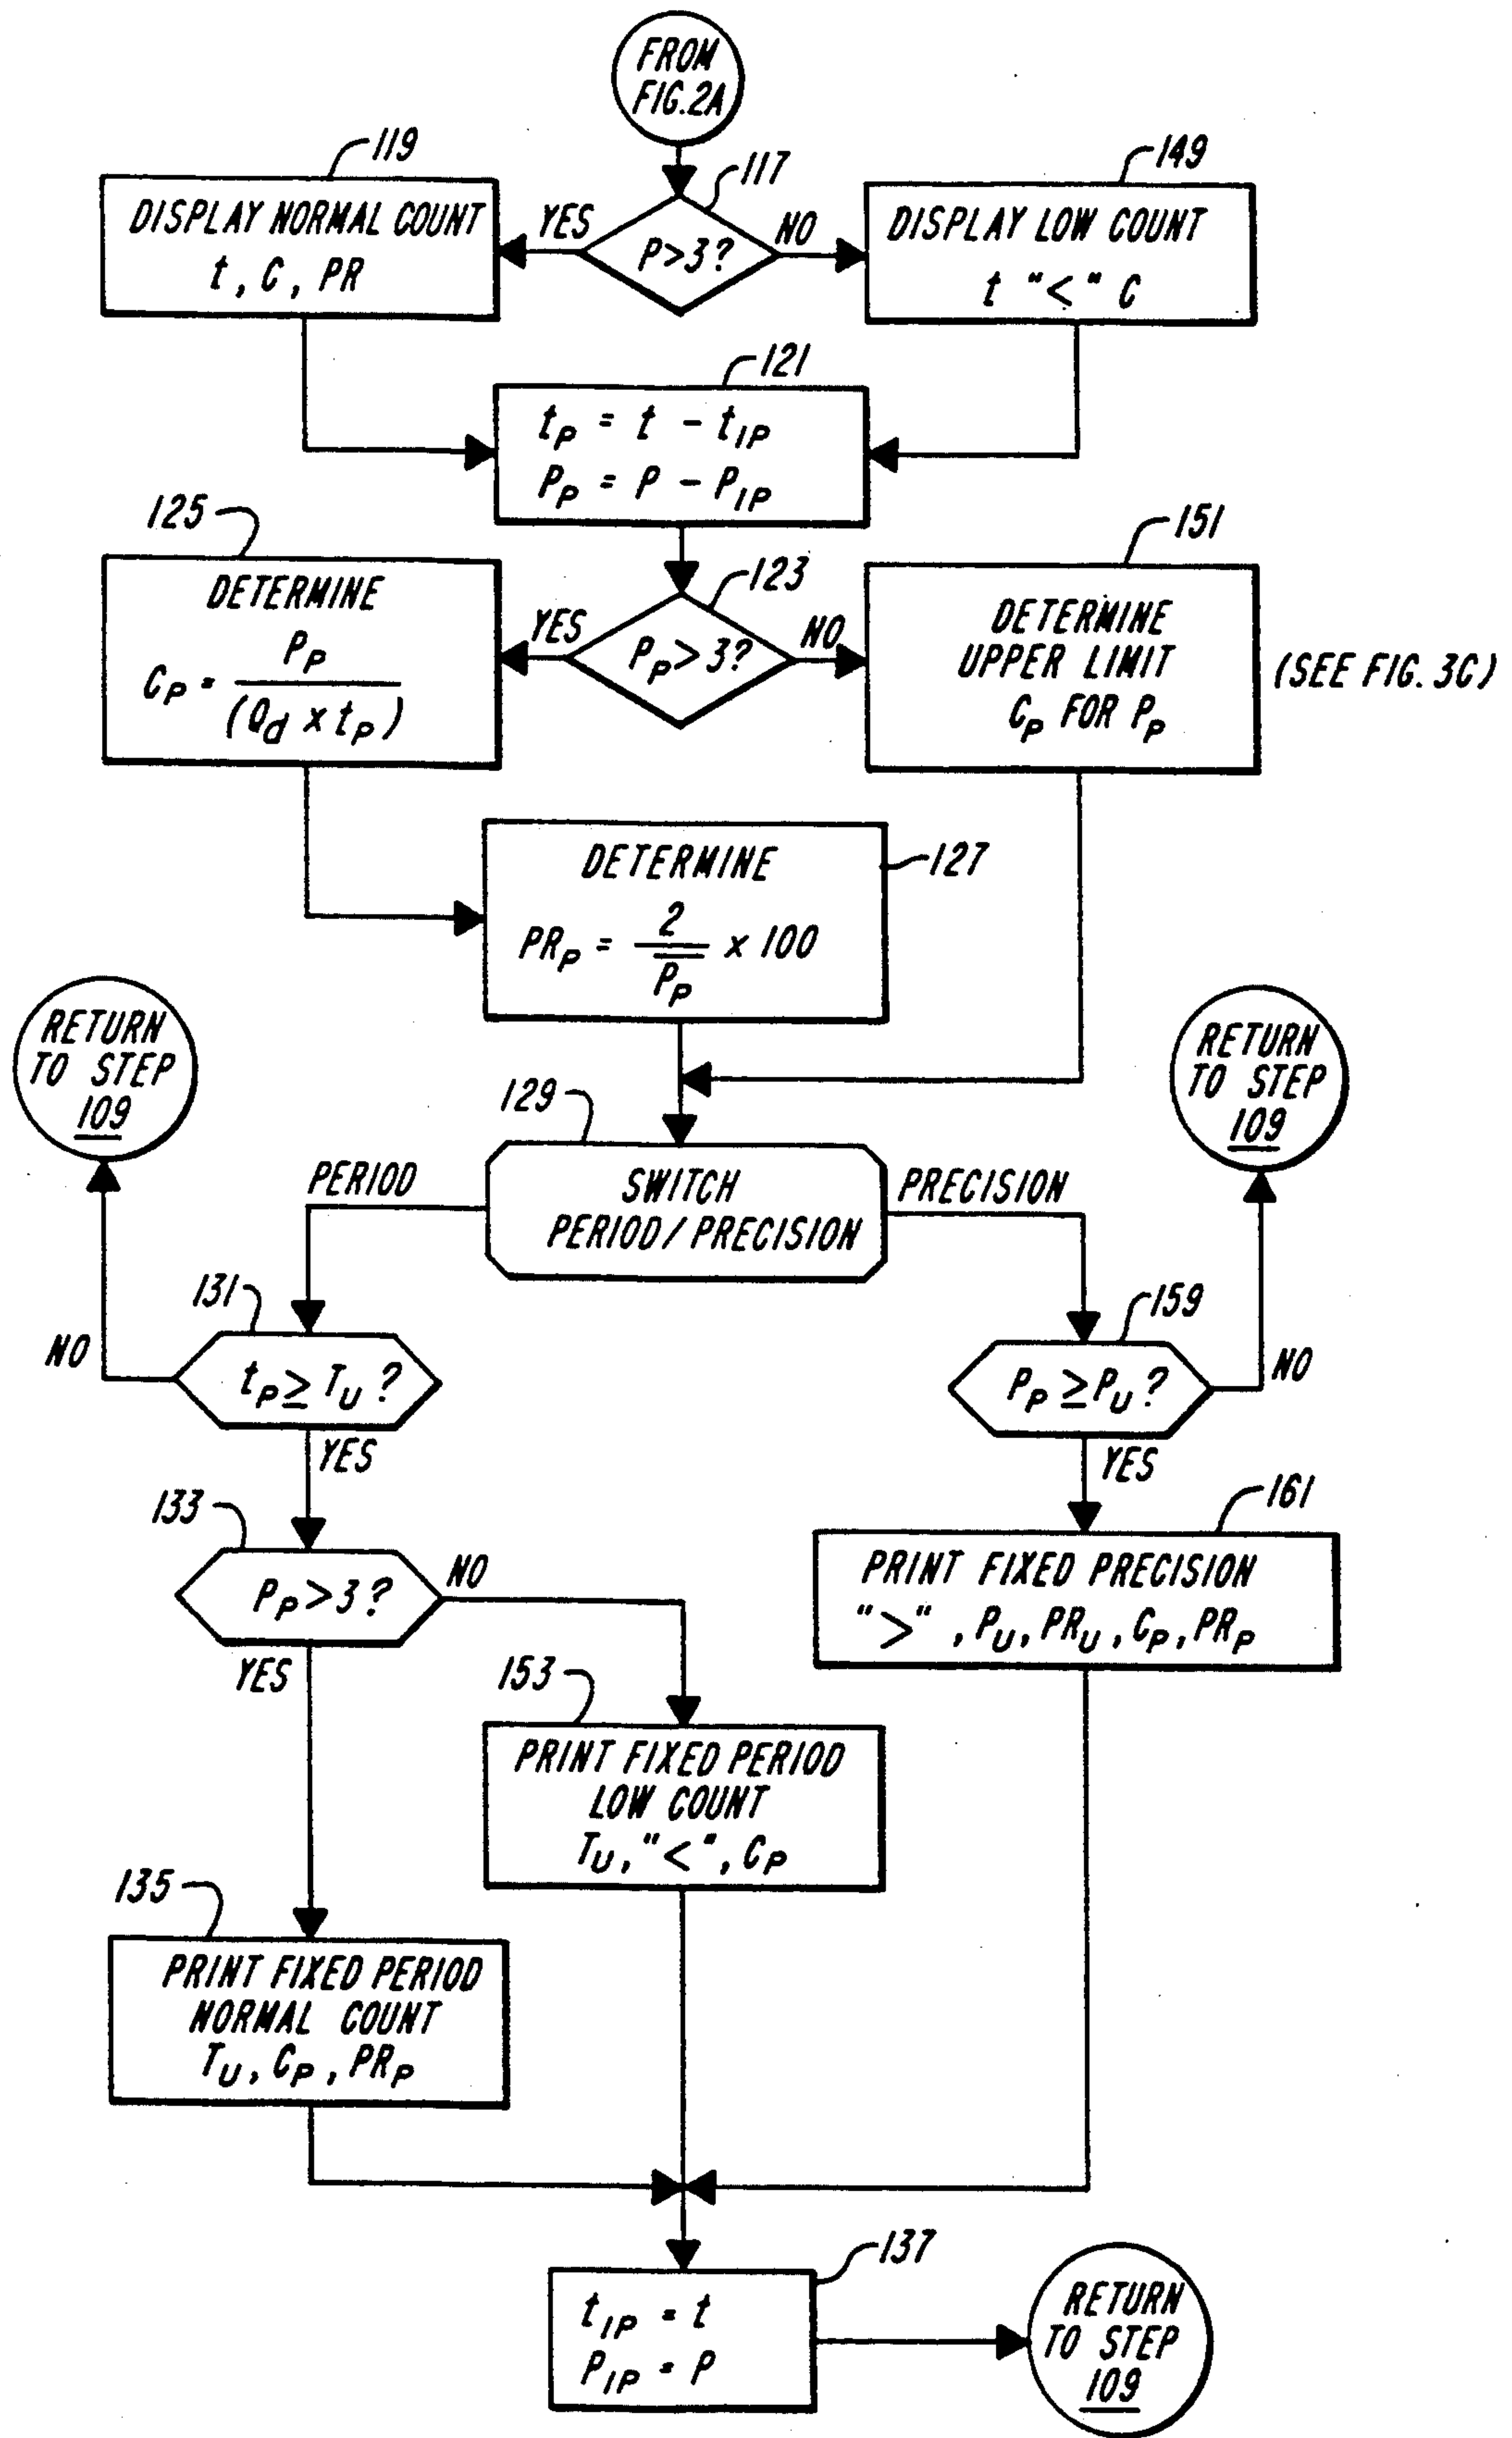 FROM
FIG. 2A
119
DISPLAY NORMAL COUNT
t, C, PR
YES
117
P>3?
NO
149
DISPLAY LOW COUNT
t "<" C
121
tP = t - tIP
PP = P - PIP
125
DETERMINE
CP = PP / (Qd x tP)
YES
123
PP>3?
NO
151
DETERMINE
UPPER LIMIT
CP FOR PP
(SEE FIG. 3C)
127
DETERMINE
PRP = 2 / PP x 100
RETURN
TO STEP
109
RETURN
TO STEP
109
129
SWITCH
PERIOD/PRECISION
PERIOD
PRECISION
131
tP ≥ TU?
NO
YES
159
PP ≥ PU?
NO
YES
133
PP>3?
NO
YES
161
PRINT FIXED PRECISION
">", PU, PRU, CP, PRP
153
PRINT FIXED PERIOD
LOW COUNT
TU, "<", CP
135
PRINT FIXED PERIOD
NORMAL COUNT
TU, CP, PRP
137
tIP = t
PIP = P
RETURN
TO STEP
109